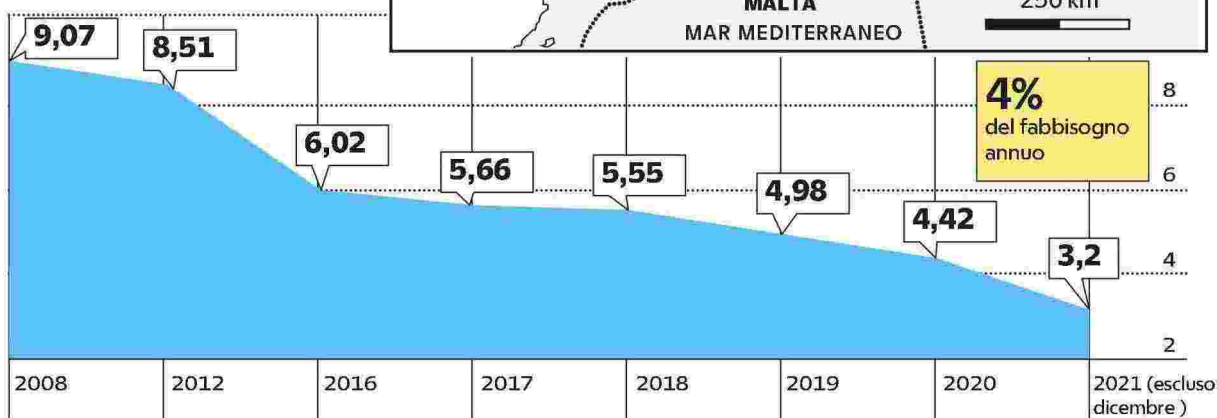 MALTA
MAR MEDITERRANEO
250 km
9,07
8,51
6,02
5,66
5,55
4,98
4,42
3,2
4%
del fabbisogno
annuo
8
6
4
2
2008
2012
2016
2017
2018
2019
2020
2021 (escluso
dicembre )